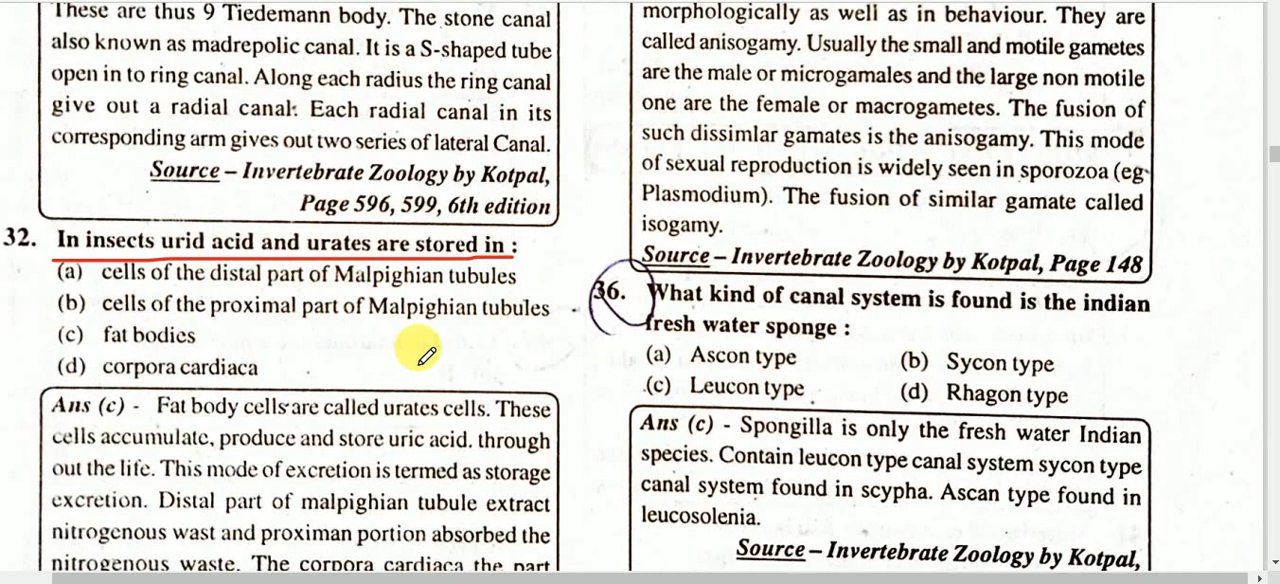 These are thus 9 Tiedemann body. The stone canal
also known as madrepolic canal. It is a S-shaped tube
open in to ring canal. Along each radius the ring canal
give out a radial canal. Each radial canal in its
corresponding arm gives out two series of lateral Canal.
Source – Invertebrate Zoology by Kotpal,
Page 596, 599, 6th edition
32. In insects urid acid and urates are stored in :
(a) cells of the distal part of Malpighian tubules
(b) cells of the proximal part of Malpighian tubules
(c) fat bodies
(d) corpora cardiaca
Ans (c) - Fat body cells are called urates cells. These
cells accumulate, produce and store uric acid. through
out the life. This mode of excretion is termed as storage
excretion. Distal part of malpighian tubule extract
nitrogenous wast and proximan portion absorbed the
nitrogenous waste. The corpora cardiaca the part
morphologically as well as in behaviour. They are
called anisogamy. Usually the small and motile gametes
are the male or microgamales and the large non motile
one are the female or macrogametes. The fusion of
such dissimlar gamates is the anisogamy. This mode
of sexual reproduction is widely seen in sporozoa (eg
Plasmodium). The fusion of similar gamate called
isogamy.
Source – Invertebrate Zoology by Kotpal, Page 148
36. What kind of canal system is found is the indian
fresh water sponge :
(a) Ascon type (b) Sycon type
(c) Leucon type (d) Rhagon type
Ans (c) - Spongilla is only the fresh water Indian
species. Contain leucon type canal system sycon type
canal system found in scypha. Ascan type found in
leucosolenia.
Source – Invertebrate Zoology by Kotpal,